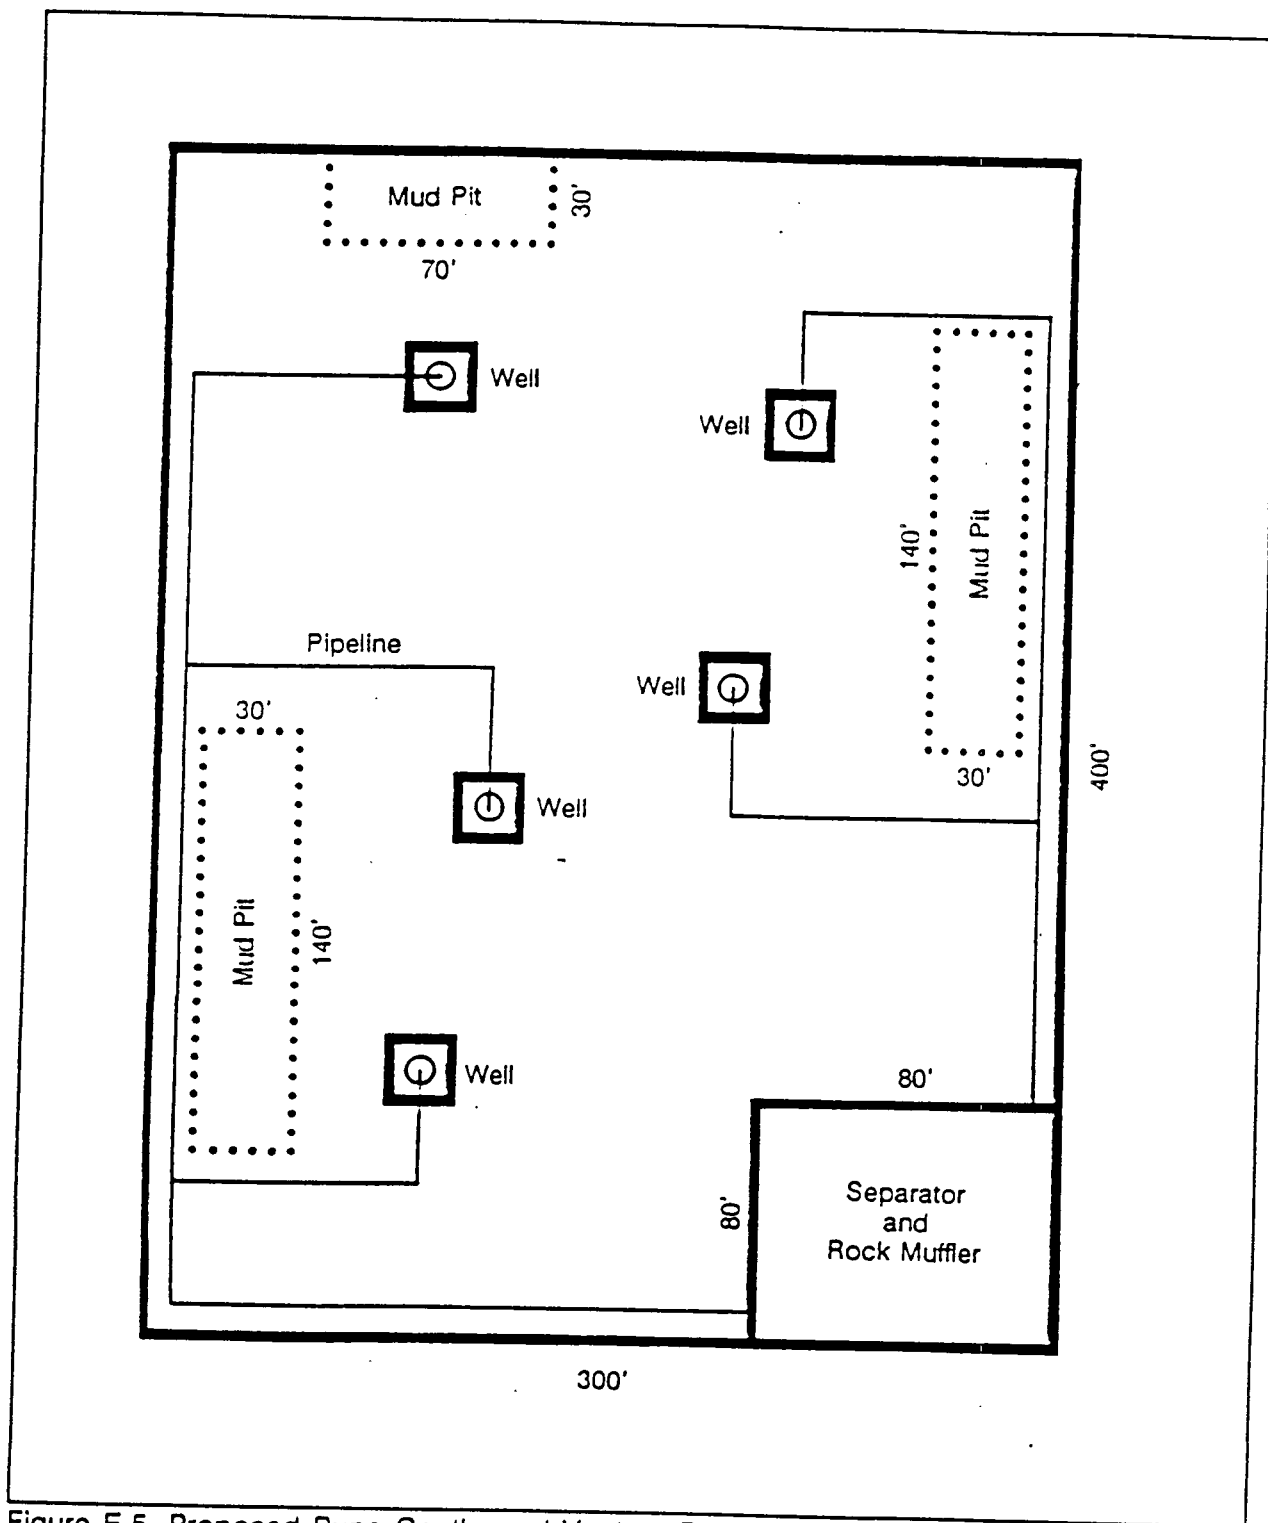 Mud Pit
30'
70'
Well
Well
140'
Mud Pit
30'
400'
Pipeline
Well
30'
Well
Mud Pit
140'
Well
80'
80'
Separator
and
Rock Muffler
300'
Figure E-5. Proposed